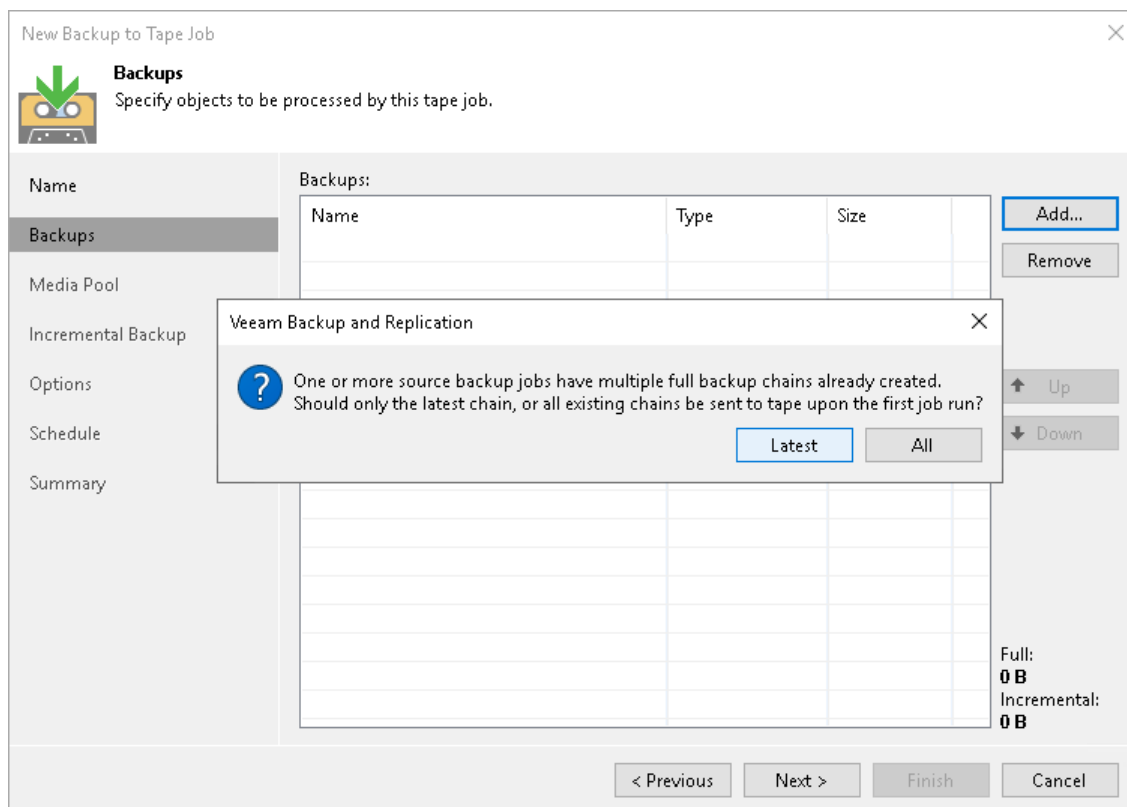 New Backup to Tape Job
Backups
Specify objects to be processed by this tape job.
Name
Backups
Media Pool
Incremental Backup
Options
Schedule
Summary
Backups:
Name Type Size
Add...
Remove
Up
Down
Veeam Backup and Replication
One or more source backup jobs have multiple full backup chains already created.
Should only the latest chain, or all existing chains be sent to tape upon the first job run?
Latest All
Full:
0 B
Incremental:
0 B
< Previous Next > Finish Cancel